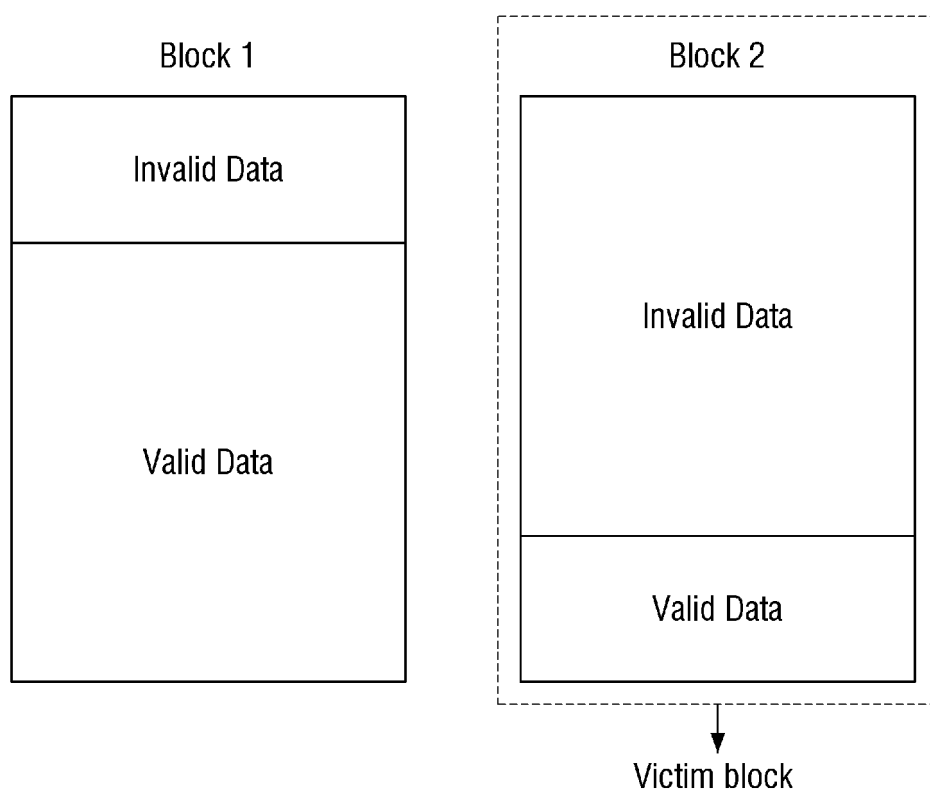 Block 1
Invalid Data
Valid Data
Block 2
Invalid Data
Valid Data
Victim block